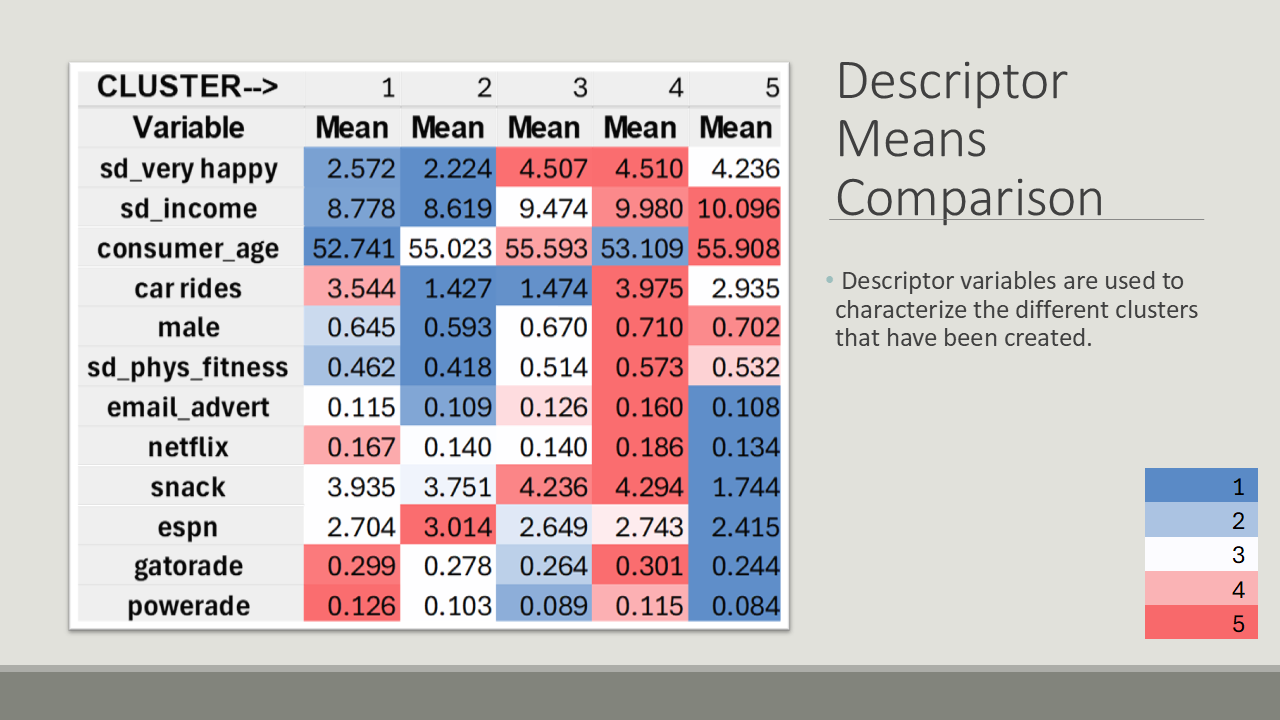 CLUSTER--> 1 2 3 4 5
Variable Mean Mean Mean Mean Mean
sd_very happy 2.572 2.224 4.507 4.510 4.236
sd_income 8.778 8.619 9.474 9.980 10.096
consumer_age 52.741 55.023 55.593 53.109 55.908
car rides 3.544 1.427 1.474 3.975 2.935
male 0.645 0.593 0.670 0.710 0.702
sd_phys_fitness 0.462 0.418 0.514 0.573 0.532
email_advert 0.115 0.109 0.126 0.160 0.108
netflix 0.167 0.140 0.140 0.186 0.134
snack 3.935 3.751 4.236 4.294 1.744
espn 2.704 3.014 2.649 2.743 2.415
gatorade 0.299 0.278 0.264 0.301 0.244
powerade 0.126 0.103 0.089 0.115 0.084
Descriptor
Means
Comparison
• Descriptor variables are used to
characterize the different clusters
that have been created.
1
2
3
4
5